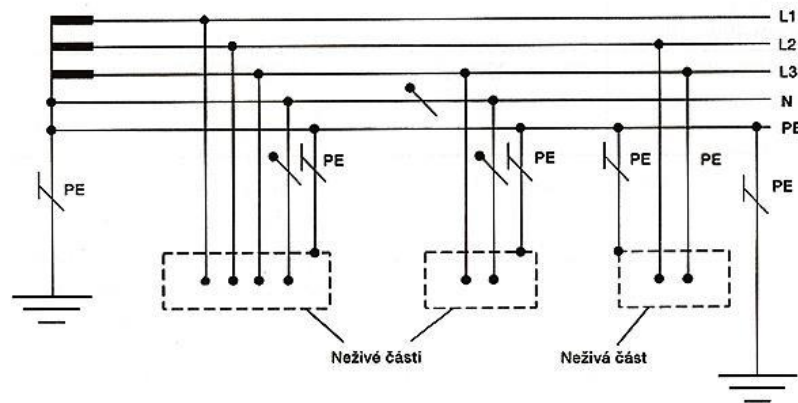 L1
L2
L3
N
PE
PE PE PE PE
PE PE
Neživé části Neživá část